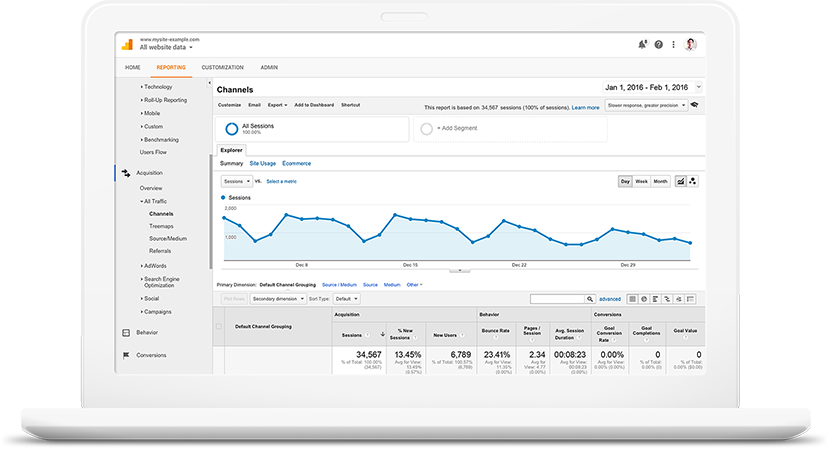 www.mysite-example.com
All website data
HOME REPORTING CUSTOMIZATION ADMIN
Technology
Roll-Up Reporting
Mobile
Custom
Benchmarking
Users Flow
Acquisition
Overview
All Traffic
Channels
Treemaps
Source/Medium
Referrals
AdWords
Search Engine
Optimization
Social
Campaigns
Behavior
Conversions
Channels
Jan 1, 2016 - Feb 1, 2016
Customize Email Export Add to Dashboard Shortcut
This report is based on 34,567 sessions (100% of sessions). Learn more
Slower response, greater precision
All Sessions
100.00%
+ Add Segment
Explorer
Summary Site Usage Ecommerce
Sessions vs. Select a metric
Day Week Month
Sessions
2,000
1,000
Dec 8 Dec 15 Dec 22 Dec 29
Primary Dimension: Default Channel Grouping Source / Medium Source Medium Other
Plot Rows Secondary dimension Sort Type: Default
advanced
Default Channel Grouping
Acquisition Behavior Conversions
Sessions
% New
Sessions
New Users
Bounce Rate
Pages /
Session
Avg. Session
Duration
Goal
Conversion
Rate
Goal
Completions
Goal Value
34,567 13.45% 6,789 23.41% 2.34 00:08:23 0.00% 0 0
% of Total: 100.00%
(34,567)
Avg for View:
13.45%
(0.00%)
% of Total: 100.57%
(6,789)
Avg for View:
(0.00%)
Avg for
View: 4.77
(0.00%)
Avg for View:
00:08:23
(0.00%)
Avg for View:
0.00% (0.00%)
% of Total:
0.00% (0)
% of Total:
0.00% ($0.00)